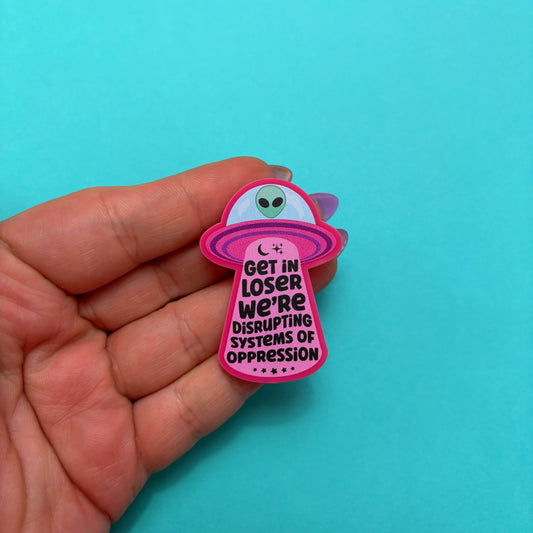 GET IN
LOSER
WE'RE
DISRUPTING
SYSTEMS OF
OPPRESSION